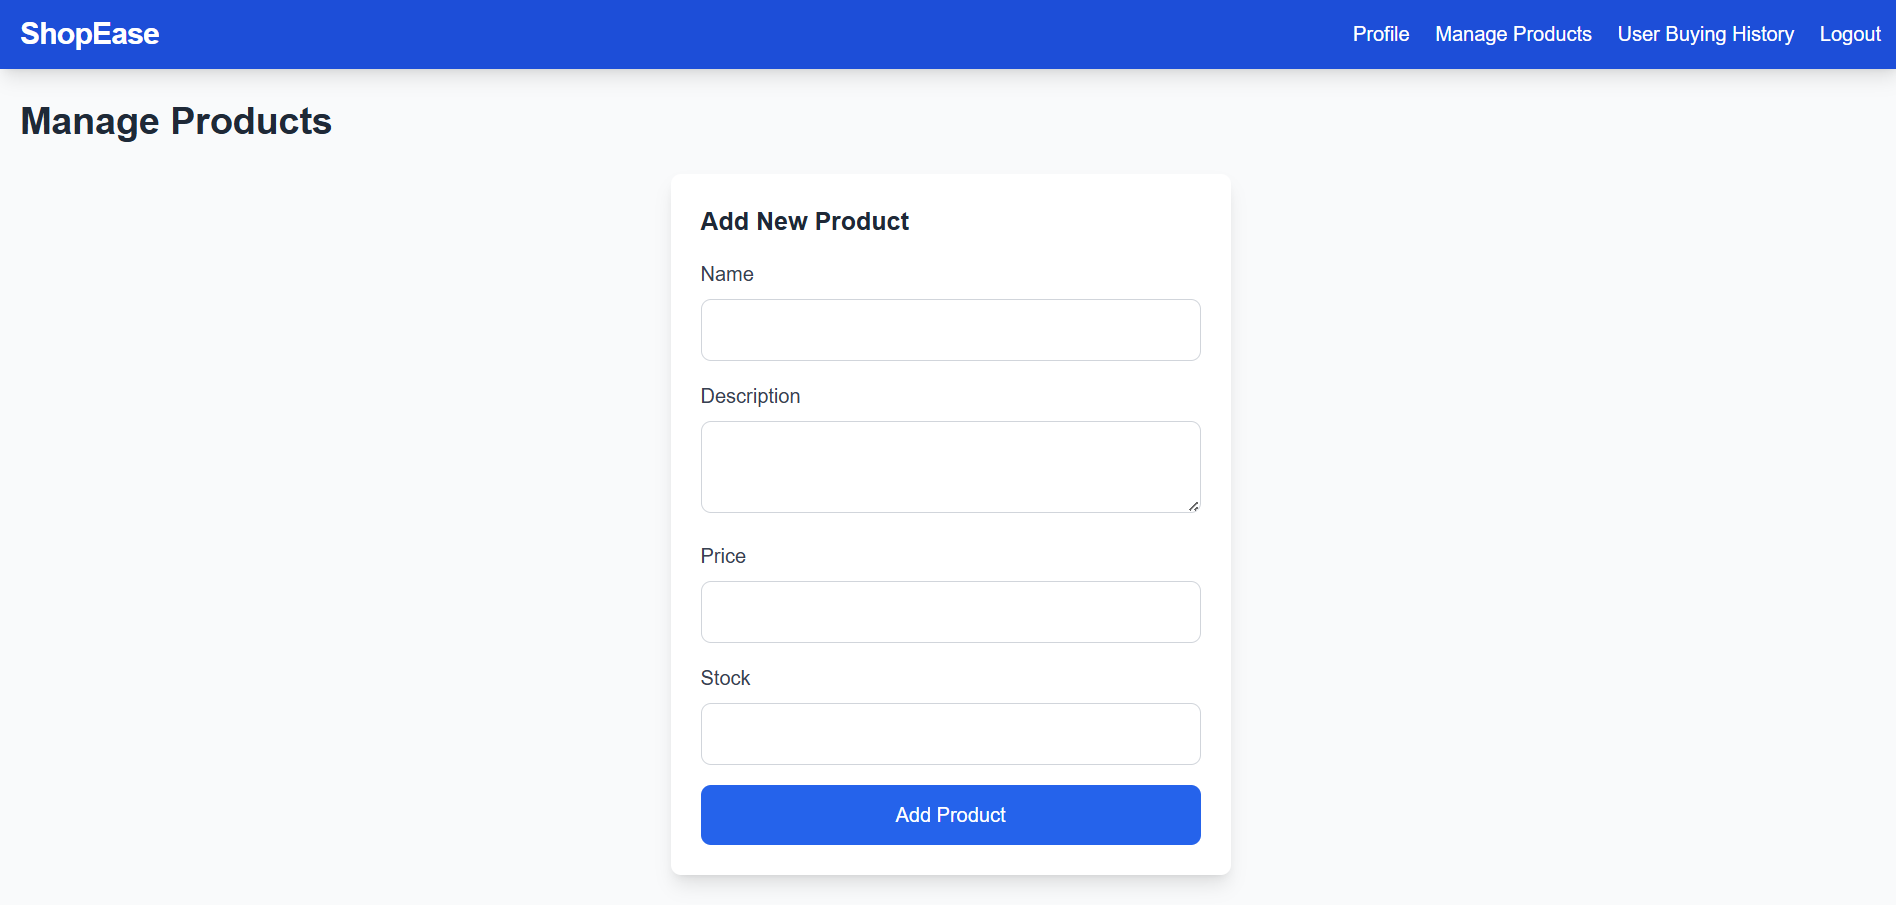 ShopEase
Profile Manage Products User Buying History Logout
Manage Products
Add New Product
Name
Description
Price
Stock
Add Product